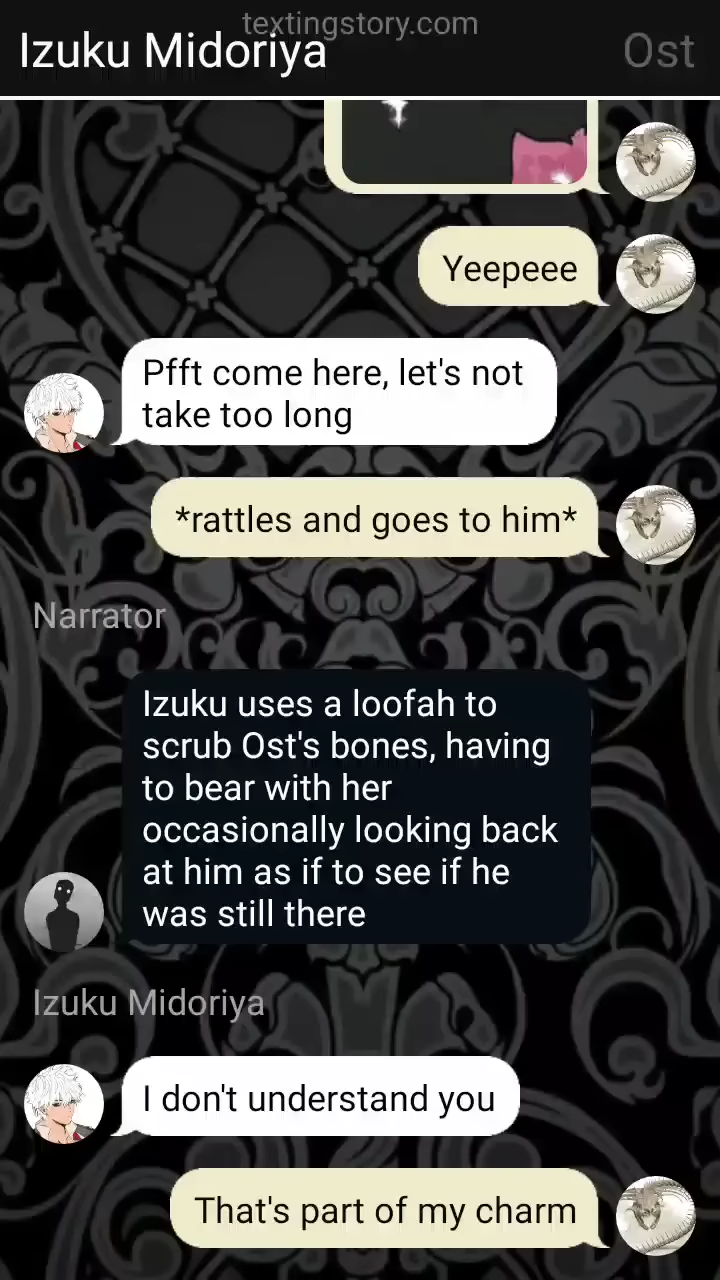 textingstory.com
Izuku Midoriya
Ost
Yeepeee
Pfft come here, let's not
take too long
*rattles and goes to him*
Narrator
Izuku uses a loofah to
scrub Ost's bones, having
to bear with her
occasionally looking back
at him as if to see if he
was still there
Izuku Midoriya
I don't understand you
That's part of my charm